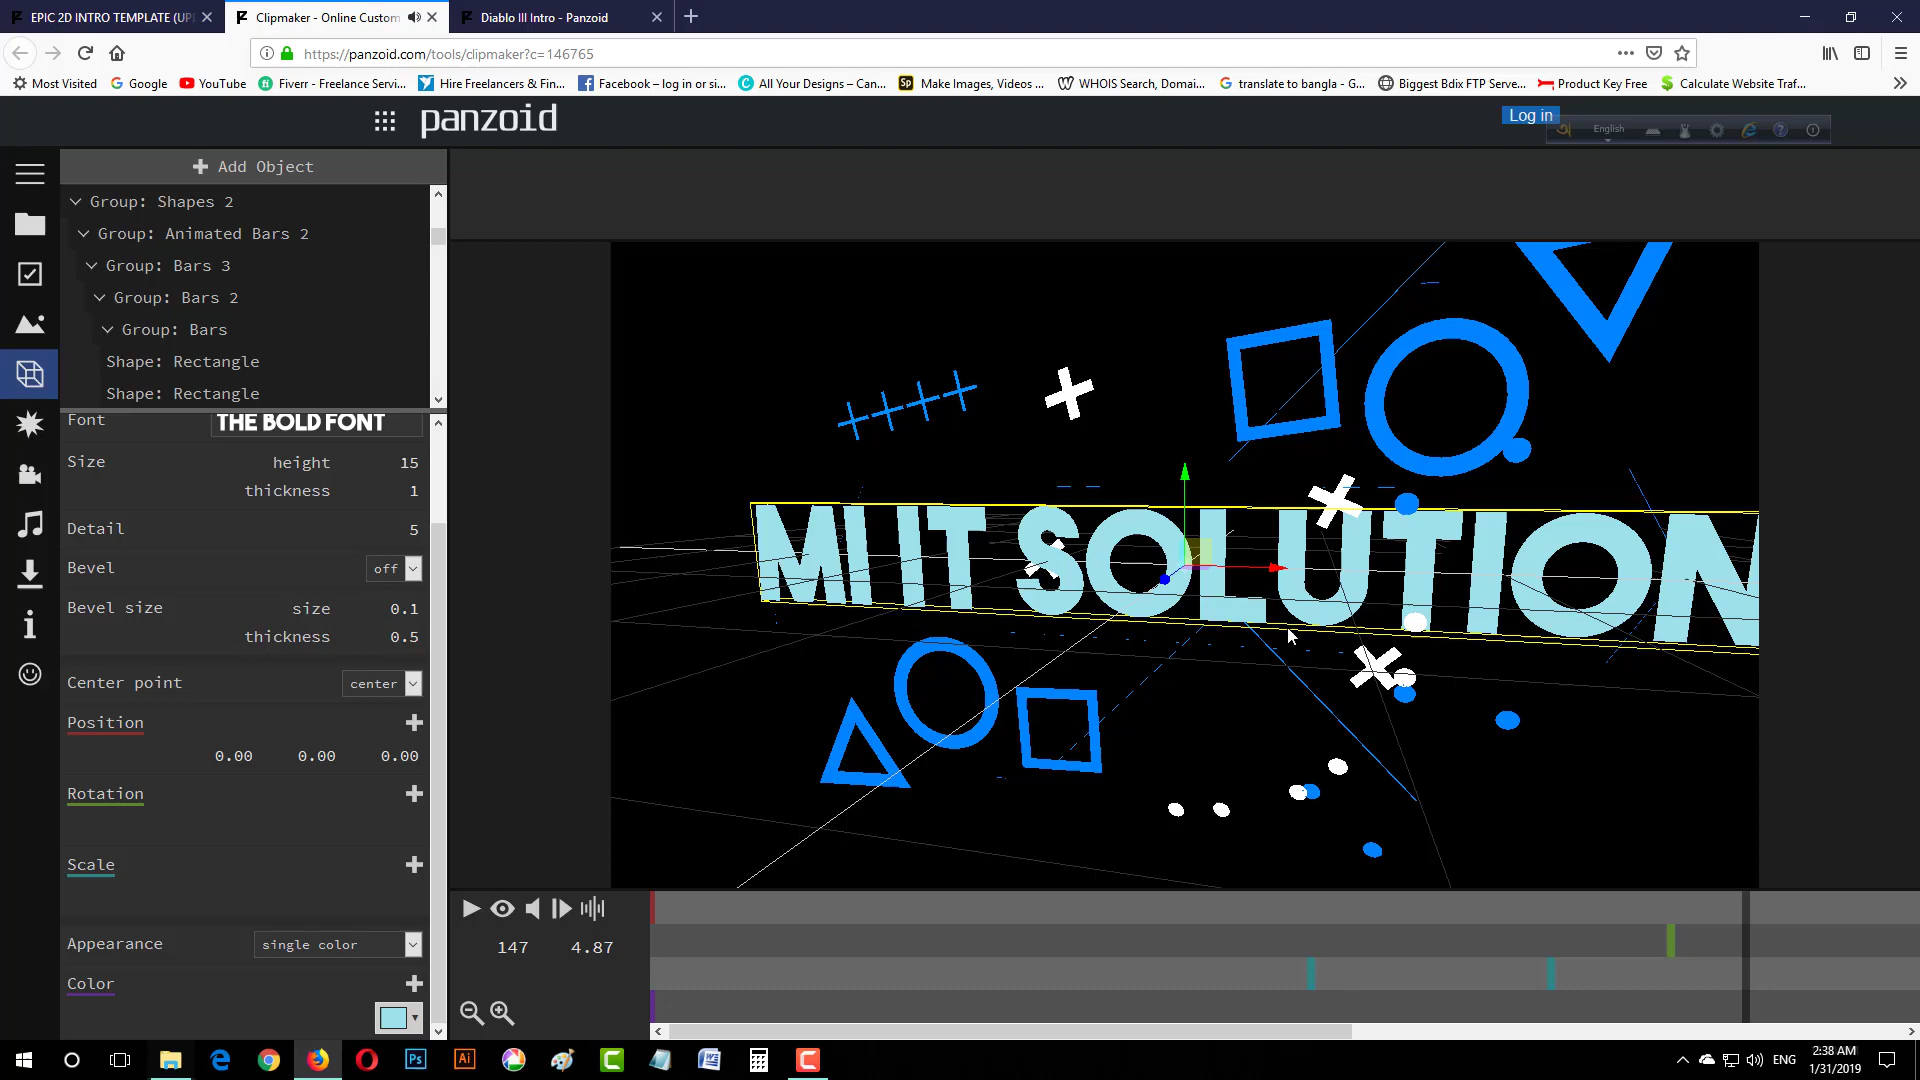 EPIC 2D INTRO TEMPLATE (UP
Clipmaker - Online Custom
Diablo III Intro - Panzoid
https://panzoid.com/tools/clipmaker?c=146765
Most Visited
Google
YouTube
Fiverr - Freelance Servi...
Hire Freelancers & Fin...
Facebook – log in or si...
All Your Designs – Can...
Make Images, Videos ...
WHOIS Search, Domai...
translate to bangla - G...
Biggest Bdix FTP Serve...
Product Key Free
Calculate Website Traf...
panzoid
Log in
English
Add Object
Group: Shapes 2
Group: Animated Bars 2
Group: Bars 3
Group: Bars 2
Group: Bars
Shape: Rectangle
Shape: Rectangle
Font THE BOLD FONT
Size height 15
thickness 1
Detail 5
Bevel off
Bevel size size 0.1
thickness 0.5
Center point center
Position
0.00 0.00 0.00
Rotation
Scale
Appearance single color
Color
MI IT SOLUTION
147 4.87
Ps
Ai
ENG
2:38 AM
1/31/2019